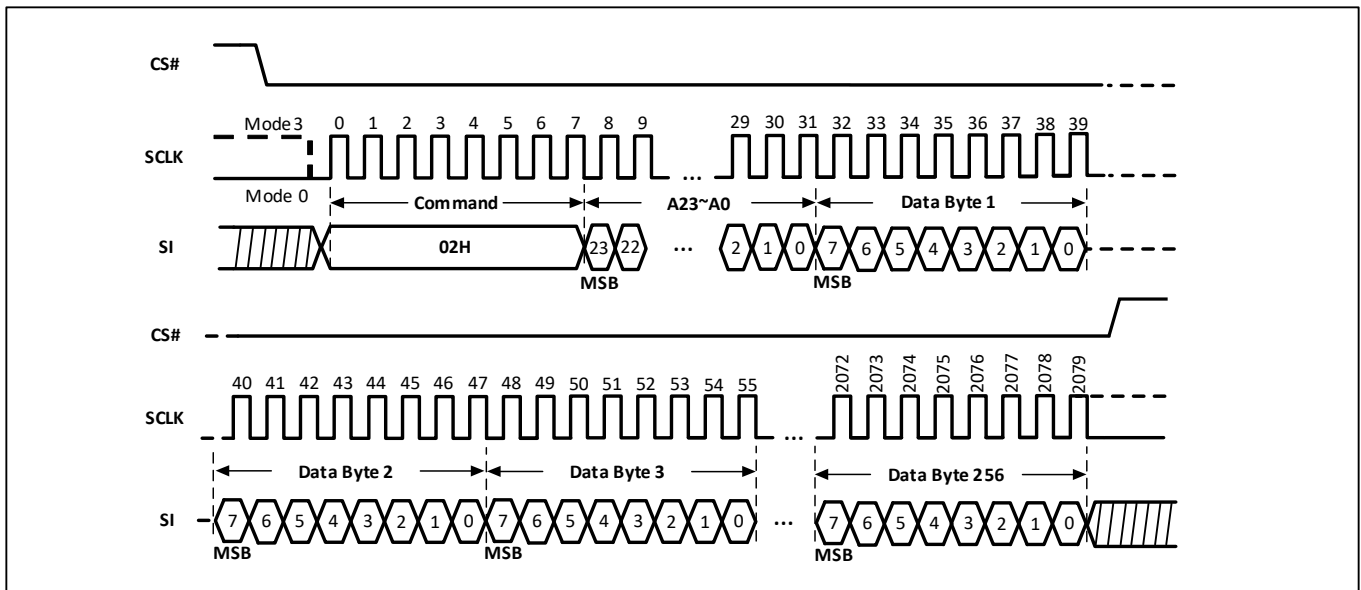 CS#
Mode 3 0 1 2 3 4 5 6 7 8 9 29 30 31 32 33 34 35 36 37 38 39
SCLK ...
Mode 0 Command A23~A0 Data Byte 1
SI 02H 23 22 ... 2 1 0 7 6 5 4 3 2 1 0
MSB MSB
CS#
40 41 42 43 44 45 46 47 48 49 50 51 52 53 54 55 2072 2073 2074 2075 2076 2077 2078 2079
SCLK ...
Data Byte 2 Data Byte 3 Data Byte 256
SI 7 6 5 4 3 2 1 0 7 6 5 4 3 2 1 0 ... 7 6 5 4 3 2 1 0
MSB MSB MSB